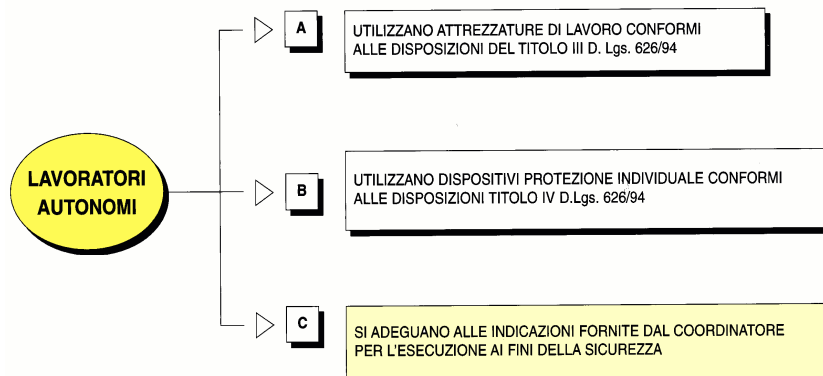 A
UTILIZZANO ATTREZZATURE DI LAVORO CONFORMI
ALLE DISPOSIZIONI DEL TITOLO III D. Lgs. 626/94
LAVORATORI
AUTONOMI
B
UTILIZZANO DISPOSITIVI PROTEZIONE INDIVIDUALE CONFORMI
ALLE DISPOSIZIONI TITOLO IV D.Lgs. 626/94
C
SI ADEGUANO ALLE INDICAZIONI FORNITE DAL COORDINATORE
PER L'ESECUZIONE AI FINI DELLA SICUREZZA